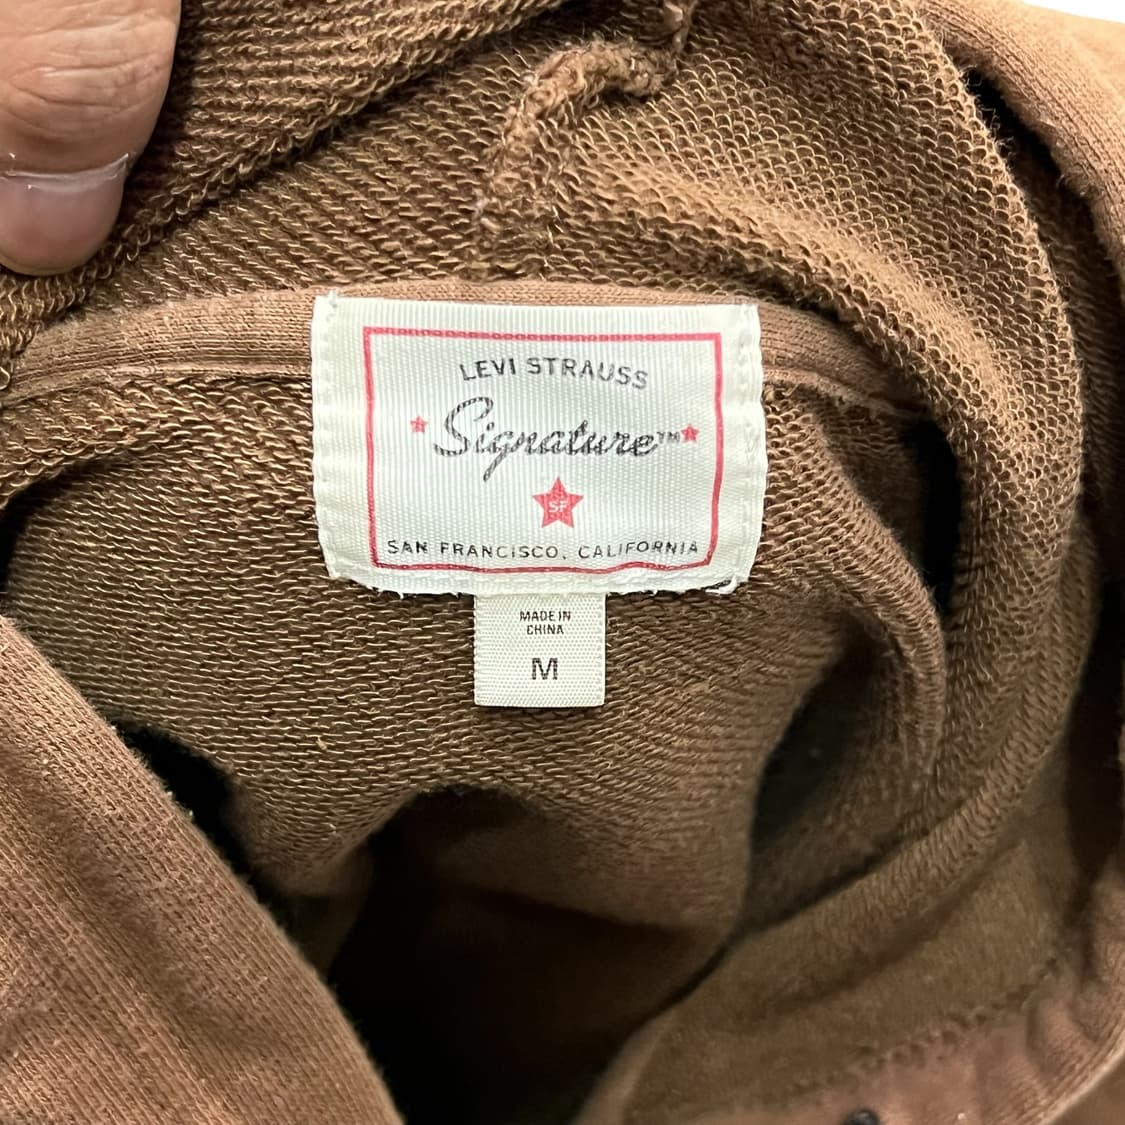 LEVI STRAUSS
Signature™
SF
SAN FRANCISCO, CALIFORNIA
MADE IN
CHINA
M